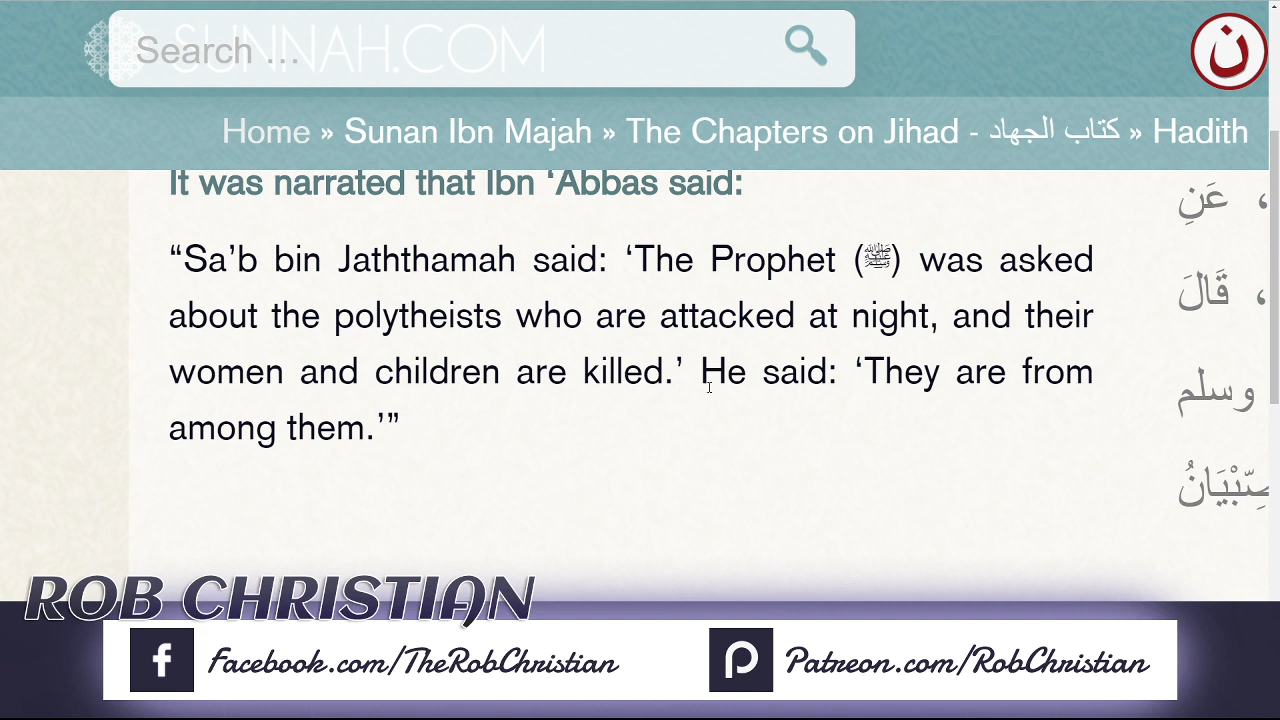 SUNNAH.COM
Search ...
ن
Home » Sunan Ibn Majah » The Chapters on Jihad - كتاب الجهاد » Hadith
It was narrated that Ibn ‘Abbas said:
“Sa’b bin Jaththamah said: ‘The Prophet (ﷺ) was asked
about the polytheists who are attacked at night, and their
women and children are killed.’ He said: ‘They are from
among them.’”
، عَنِ
، قَالَ
وسلم
ROB CHRISTIAN
Facebook.com/TheRobChristian
Patreon.com/RobChristian